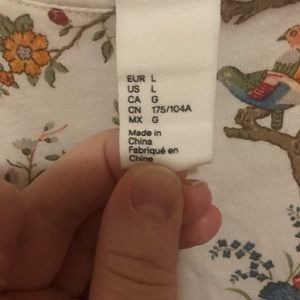 EUR L
US L
CA G
CN 175/104A
MX G
Made in
China
Fabriqué en
Chine